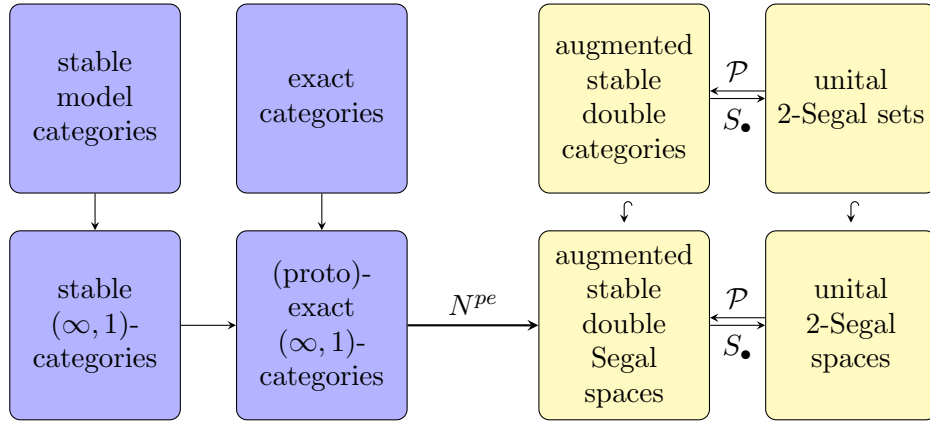 stable
model
categories
exact
categories
augmented
stable
double
categories
𝒫
S•
unital
2-Segal sets
stable
(∞, 1)-
categories
(proto)-
exact
(∞, 1)-
categories
N^{pe}
augmented
stable
double
Segal
spaces
𝒫
S•
unital
2-Segal
spaces